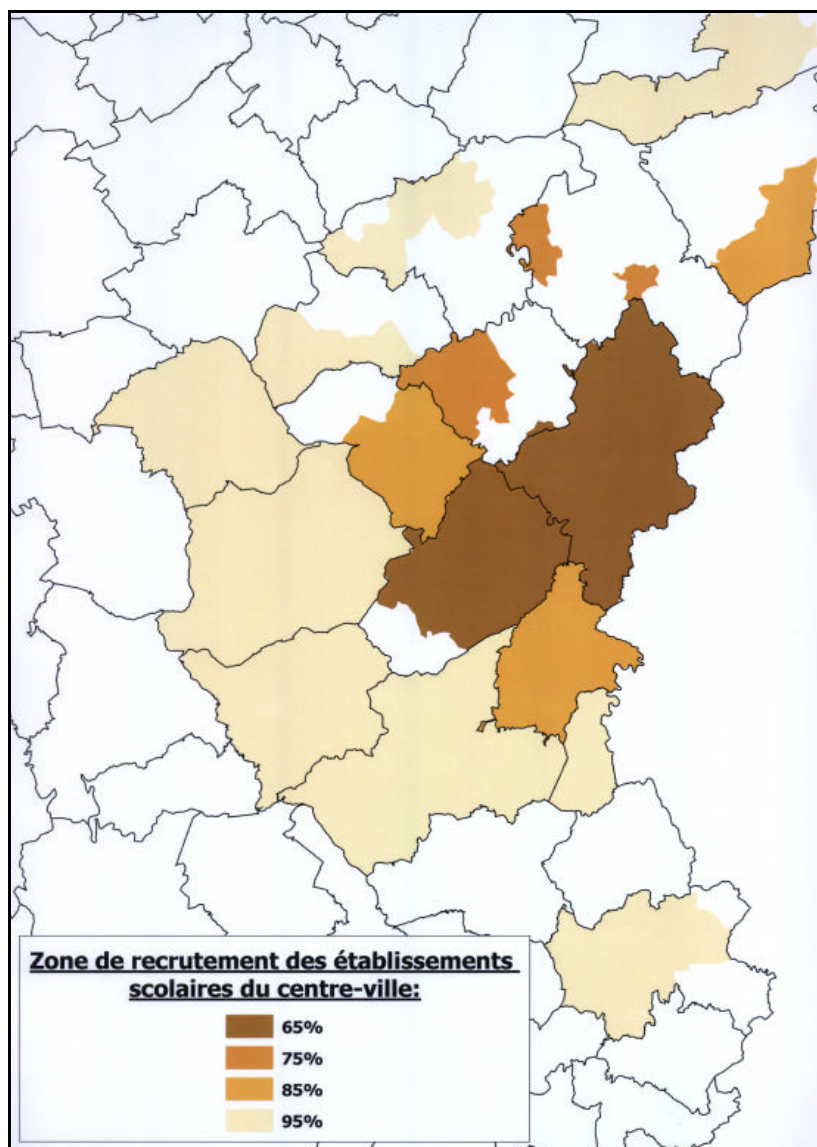 Zone de recrutement des établissements
scolaires du centre-ville:
65%
75%
85%
95%